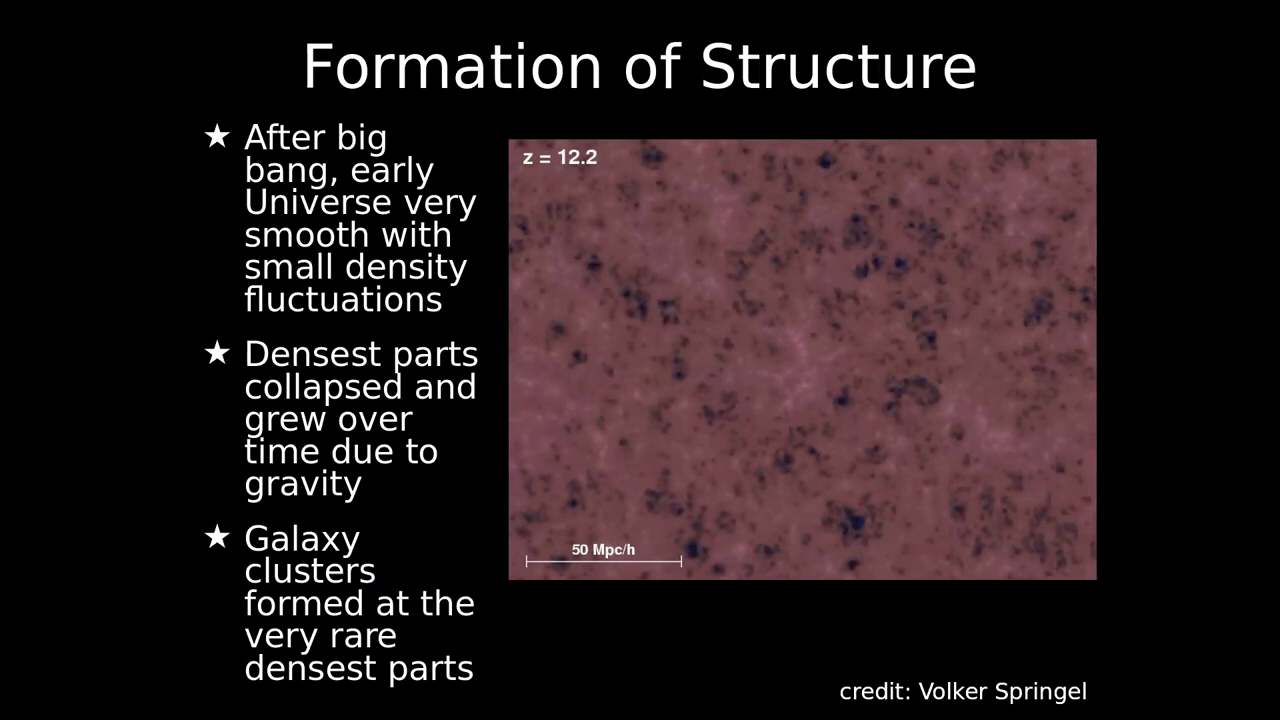 Formation of Structure
★ After big
bang, early
Universe very
smooth with
small density
fluctuations
★ Densest parts
collapsed and
grew over
time due to
gravity
★ Galaxy
clusters
formed at the
very rare
densest parts
z = 12.2
50 Mpc/h
credit: Volker Springel